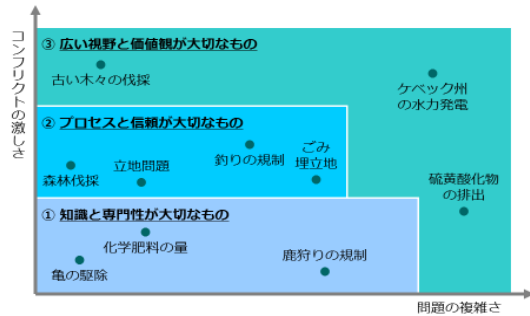 コンフリクトの激しさ
③ 広い視野と価値観が大切なもの
古い木々の伐採
ケベック州
の水力発電
② プロセスと信頼が大切なもの
釣りの規制
ごみ
埋立地
森林伐採
立地問題
硫黄酸化物
の排出
① 知識と専門性が大切なもの
化学肥料の量
亀の駆除
鹿狩りの規制
問題の複雑さ